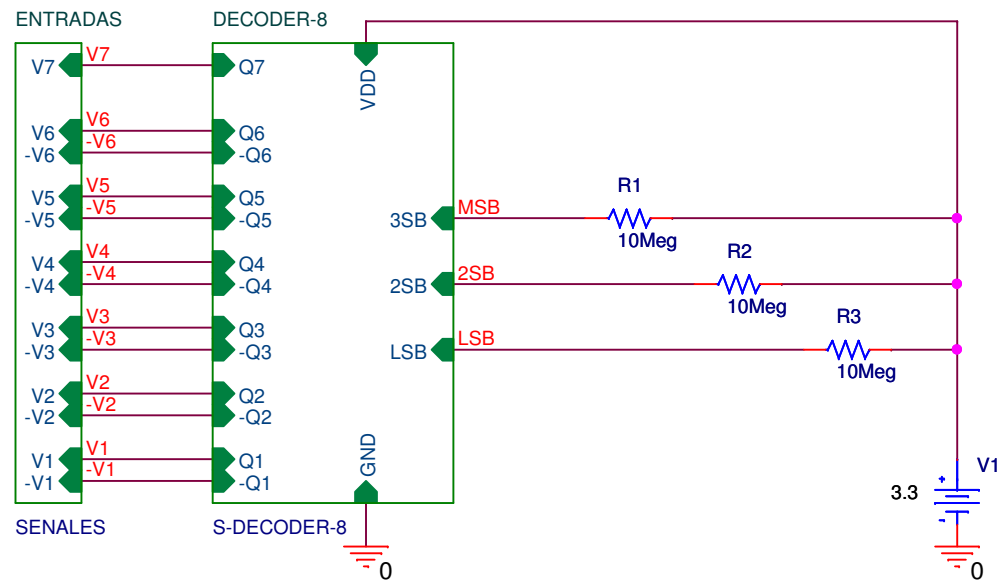 ENTRADAS
DECODER-8
V7 V7 Q7
VDD
V6 V6 Q6
-V6 -V6 -Q6
V5 V5 Q5
-V5 -V5 -Q5
3SB MSB
R1
10Meg
V4 V4 Q4
-V4 -V4 -Q4
2SB 2SB
R2
10Meg
V3 V3 Q3
-V3 -V3 -Q3
LSB LSB
R3
10Meg
V2 V2 Q2
-V2 -V2 -Q2
V1 V1 Q1
-V1 -V1 -Q1
GND
V1
3.3
+
-
SENALES
S-DECODER-8
0
0